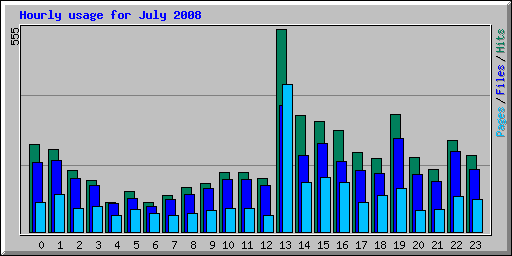 Hourly usage for July 2008
555
Pages/Files/Hits
0 1 2 3 4 5 6 7 8 9 10 11 12 13 14 15 16 17 18 19 20 21 22 23